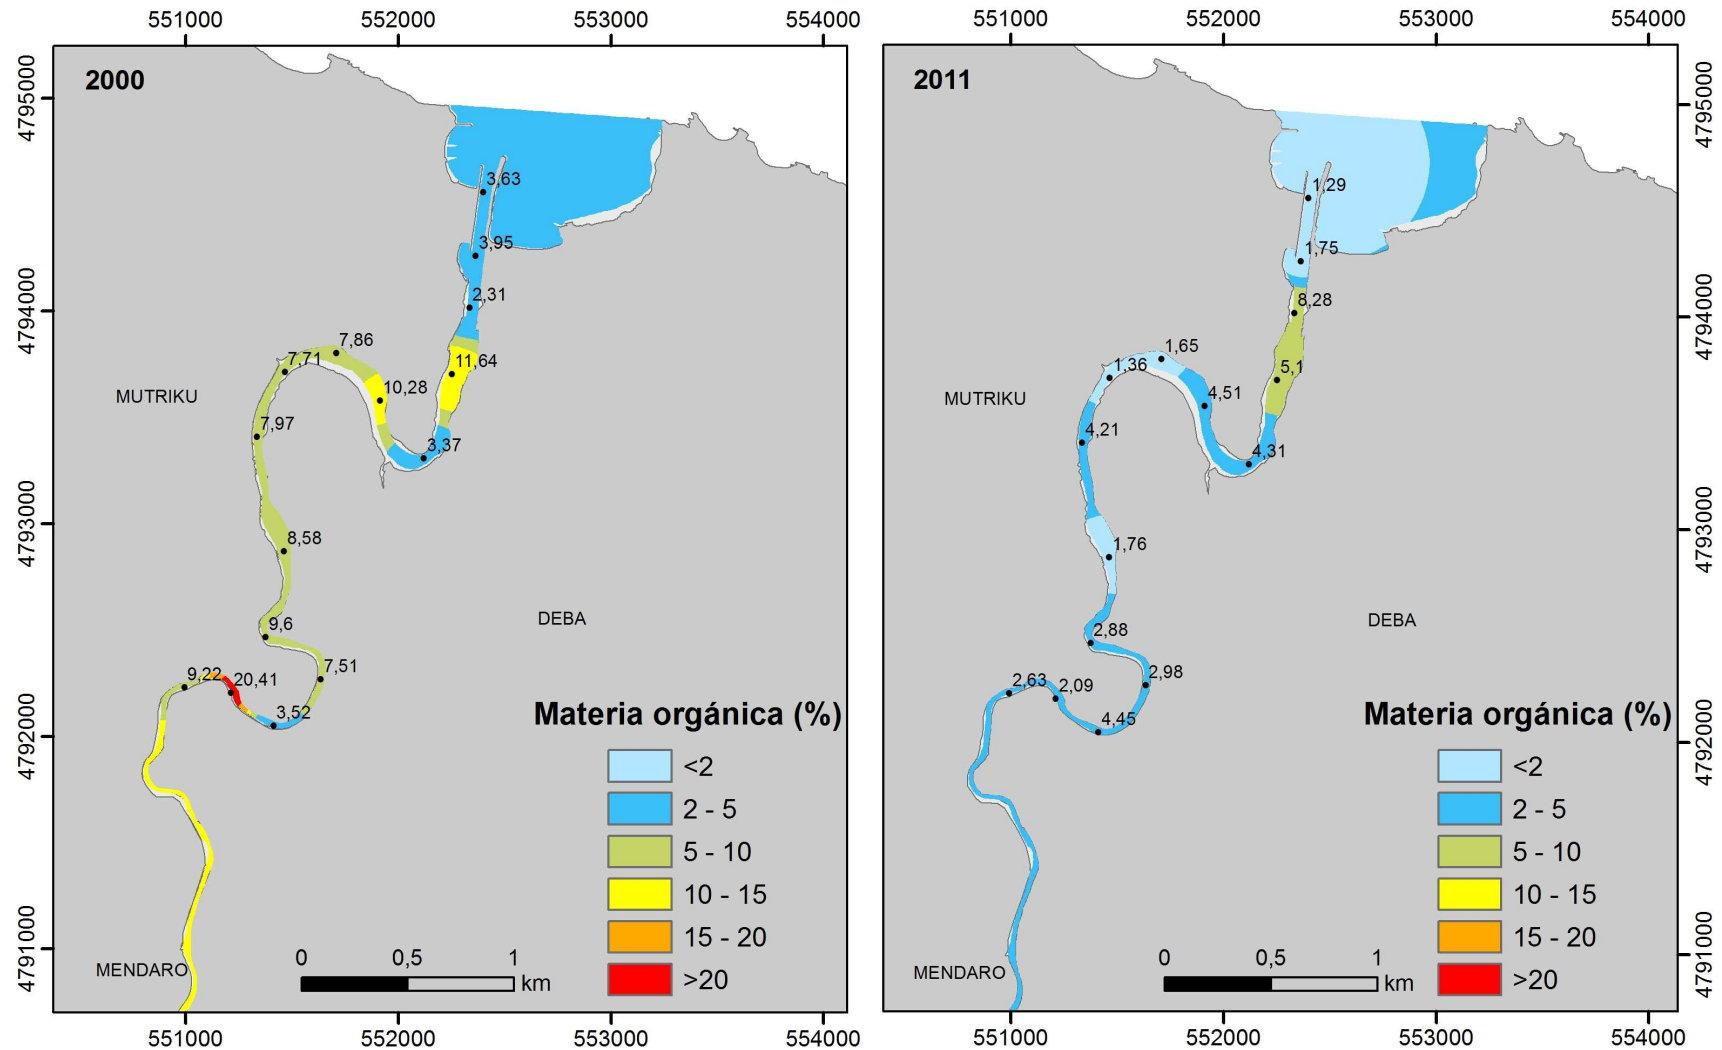 551000 552000 553000 554000
2000
4795000
4794000
4793000
4792000
4791000
3,63
3,95
2,31
7,86
7,71
11,64
10,28
MUTRIKU
7,97
3,37
8,58
9,6
DEBA
7,51
9,22
20,41
3,52
Materia orgánica (%)
<2
2 - 5
5 - 10
10 - 15
15 - 20
>20
MENDARO
0 0,5 1
km
551000 552000 553000 554000
551000 552000 553000 554000
2011
4795000
4794000
4793000
4792000
4791000
1,29
1,75
8,28
1,65
1,36
5,1
4,51
MUTRIKU
4,21
4,31
1,76
2,88
DEBA
2,98
2,63
2,09
4,45
Materia orgánica (%)
<2
2 - 5
5 - 10
10 - 15
15 - 20
>20
MENDARO
0 0,5 1
km
551000 552000 553000 554000